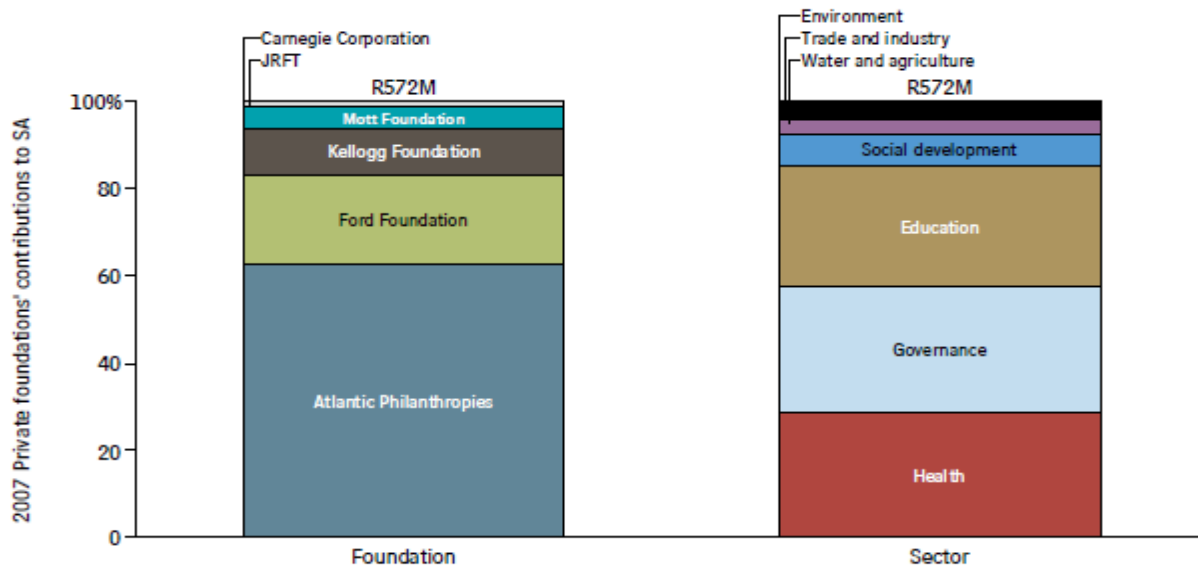 Carnegie Corporation
JRFT
R572M
Environment
Trade and industry
Water and agriculture
R572M
2007 Private foundations' contributions to SA
100%
80
60
40
20
0
Mott Foundation
Kellogg Foundation
Ford Foundation
Atlantic Philanthropies
Social development
Education
Governance
Health
Foundation
Sector